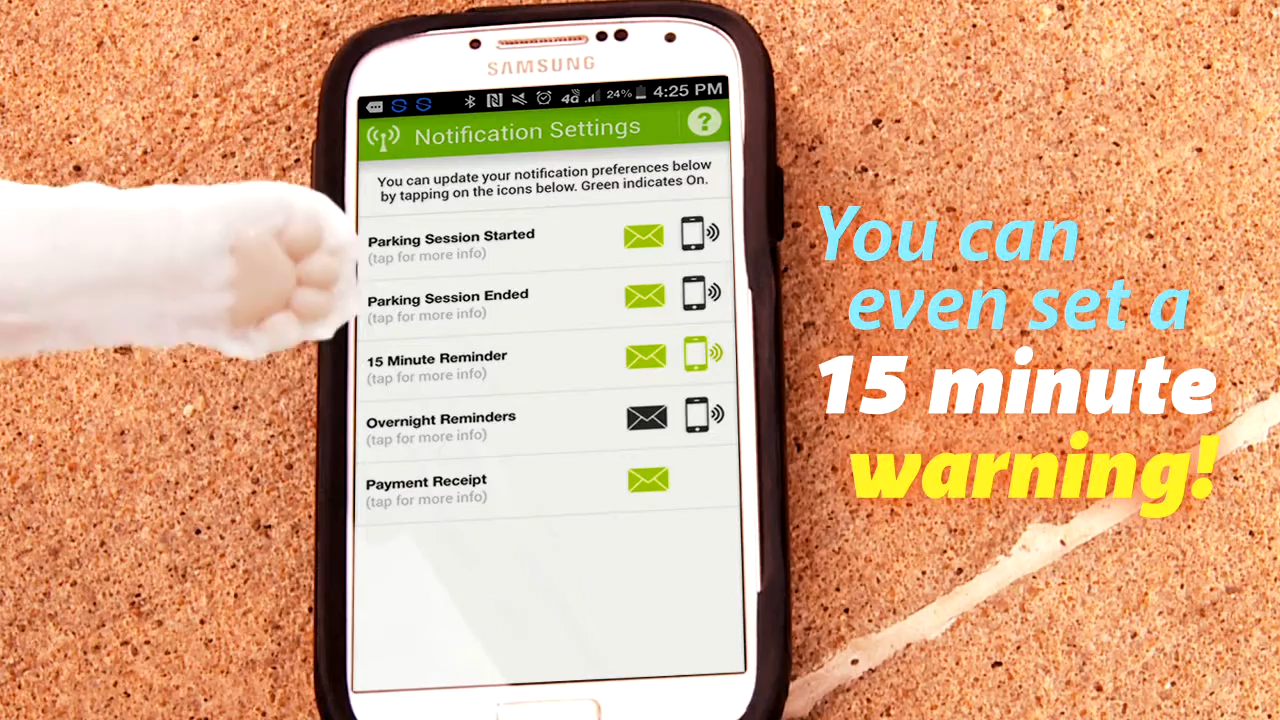 SAMSUNG
4G 24% 4:25 PM
Notification Settings ?
You can update your notification preferences below
by tapping on the icons below. Green indicates On.
Parking Session Started
(tap for more info)
Parking Session Ended
(tap for more info)
15 Minute Reminder
(tap for more info)
Overnight Reminders
(tap for more info)
Payment Receipt
(tap for more info)
You can
even set a
15 minute
warning!